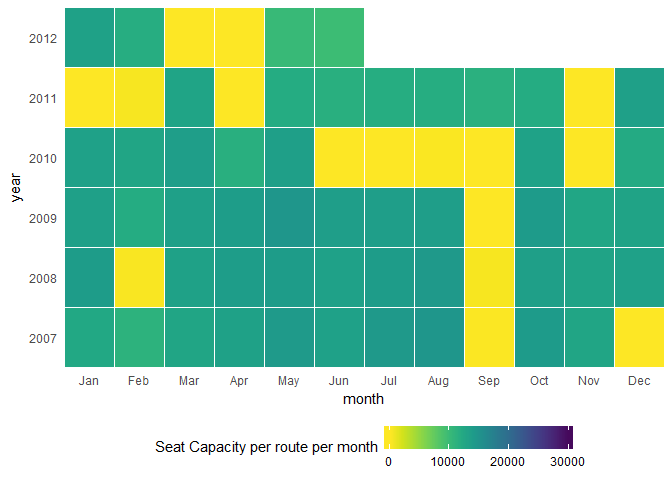 2012
2011
2010
2009
2008
2007
year
Jan Feb Mar Apr May Jun Jul Aug Sep Oct Nov Dec
month
Seat Capacity per route per month
0 10000 20000 30000